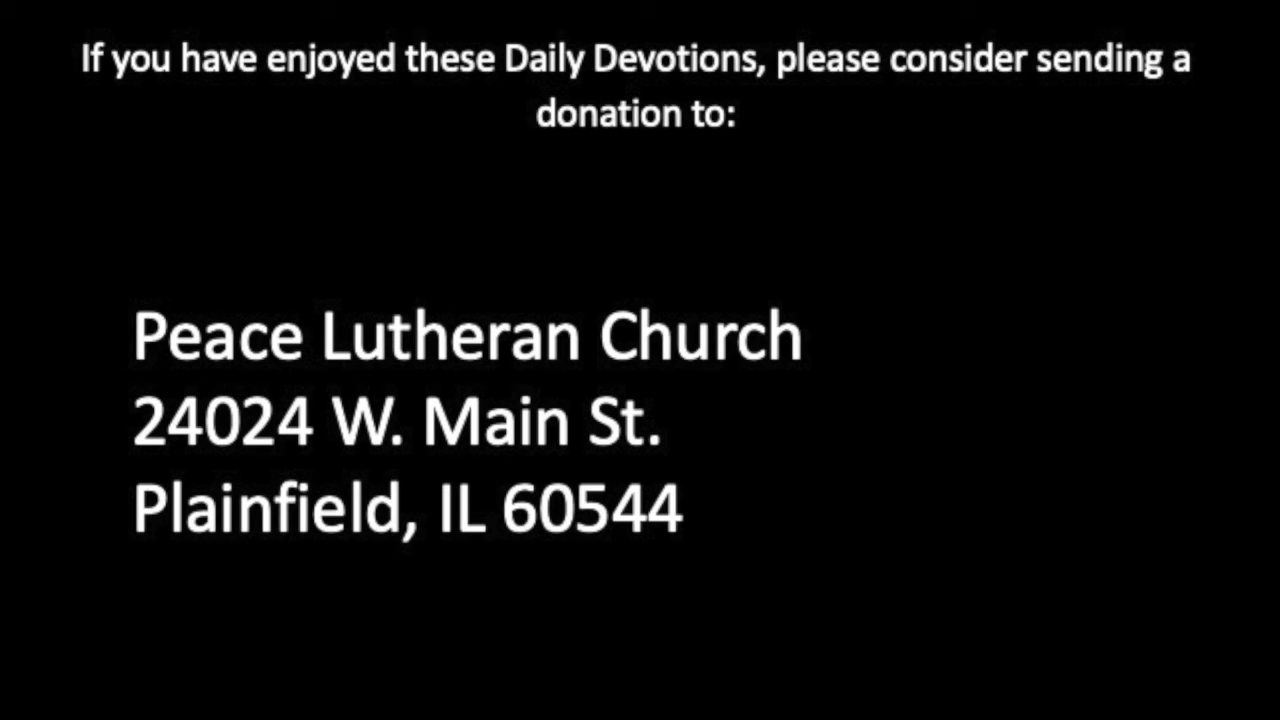 If you have enjoyed these Daily Devotions, please consider sending a
donation to:
Peace Lutheran Church
24024 W. Main St.
Plainfield, IL 60544